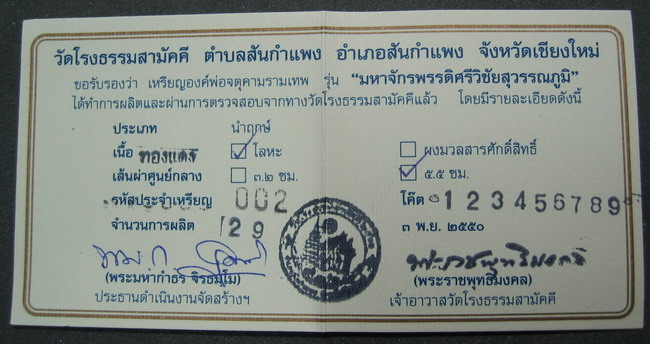 วัดโรงธรรมสามัคคี ตำบลสันกำแพง อำเภอสันกำแพง จังหวัดเชียงใหม่
ขอรับรองว่า เหรียญองค์พ่อจตุคามรามเทพ รุ่น "มหาจักรพรรดิศรีวิชัยสุวรรณภูมิ"
ได้ทำการผลิตและผ่านการตรวจสอบจากทางวัดโรงธรรมสามัคคีแล้ว โดยมีรายละเอียดดังนี้
ประเภท นำฤกษ์
เนื้อ ทองแดง โลหะ ผงมวลสารศักดิ์สิทธิ์
เส้นผ่าศูนย์กลาง ๓.๒ ซม. ๕.๕ ซม.
รหัสประจำเหรียญ 002 โค๊ต 0123456789
จำนวนการผลิต 129 ๓ พ.ย. ๒๕๕๐
พระราชพุทธิมงคล
(พระมหากำธร จิรธมฺโม) (พระราชพุทธิมงคล)
ประธานดำเนินงานจัดสร้างฯ เจ้าอาวาสวัดโรงธรรมสามัคคี